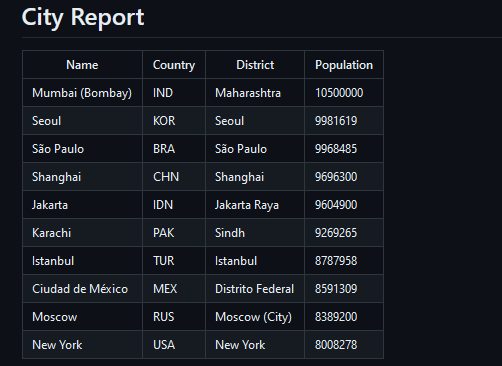 City Report
Name Country District Population
Mumbai (Bombay) IND Maharashtra 10500000
Seoul KOR Seoul 9981619
São Paulo BRA São Paulo 9968485
Shanghai CHN Shanghai 9696300
Jakarta IDN Jakarta Raya 9604900
Karachi PAK Sindh 9269265
Istanbul TUR Istanbul 8787958
Ciudad de México MEX Distrito Federal 8591309
Moscow RUS Moscow (City) 8389200
New York USA New York 8008278